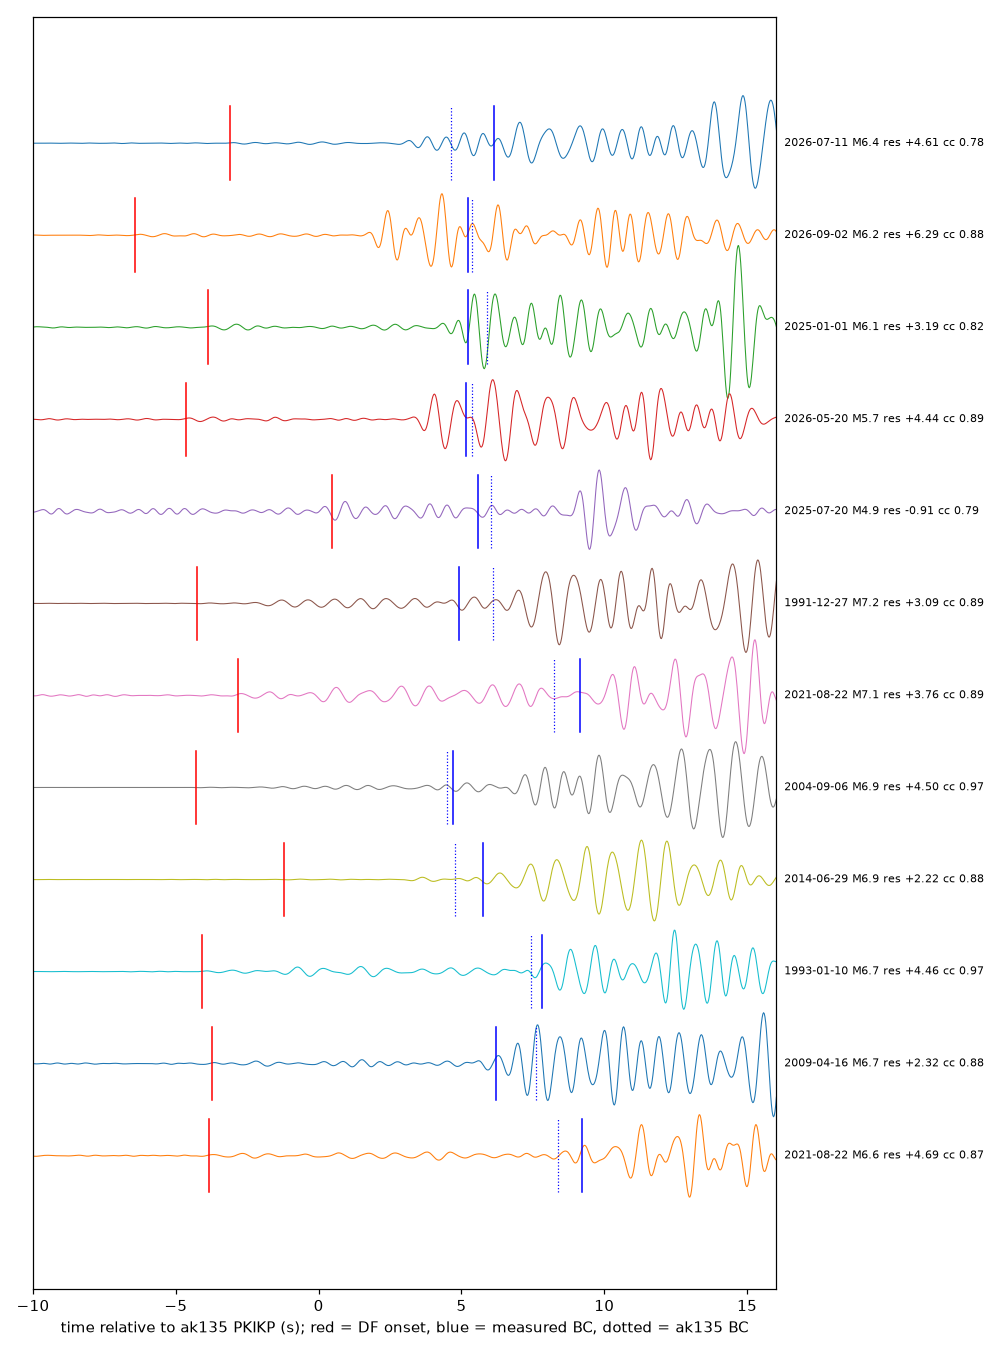 2026-07-11 M6.4 res +4.61 cc 0.78
2026-09-02 M6.2 res +6.29 cc 0.88
2025-01-01 M6.1 res +3.19 cc 0.82
2026-05-20 M5.7 res +4.44 cc 0.89
2025-07-20 M4.9 res -0.91 cc 0.79
1991-12-27 M7.2 res +3.09 cc 0.89
2021-08-22 M7.1 res +3.76 cc 0.89
2004-09-06 M6.9 res +4.50 cc 0.97
2014-06-29 M6.9 res +2.22 cc 0.88
1993-01-10 M6.7 res +4.46 cc 0.97
2009-04-16 M6.7 res +2.32 cc 0.88
2021-08-22 M6.6 res +4.69 cc 0.87
−10 −5 0 5 10 15
time relative to ak135 PKIKP (s); red = DF onset, blue = measured BC, dotted = ak135 BC